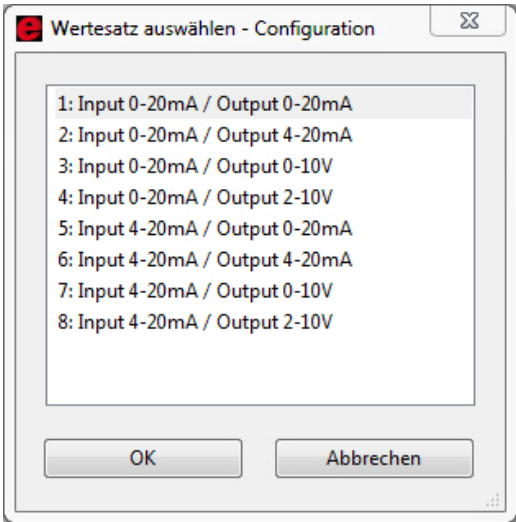 Wertesatz auswählen - Configuration
1: Input 0-20mA / Output 0-20mA
2: Input 0-20mA / Output 4-20mA
3: Input 0-20mA / Output 0-10V
4: Input 0-20mA / Output 2-10V
5: Input 4-20mA / Output 0-20mA
6: Input 4-20mA / Output 4-20mA
7: Input 4-20mA / Output 0-10V
8: Input 4-20mA / Output 2-10V
OK Abbrechen